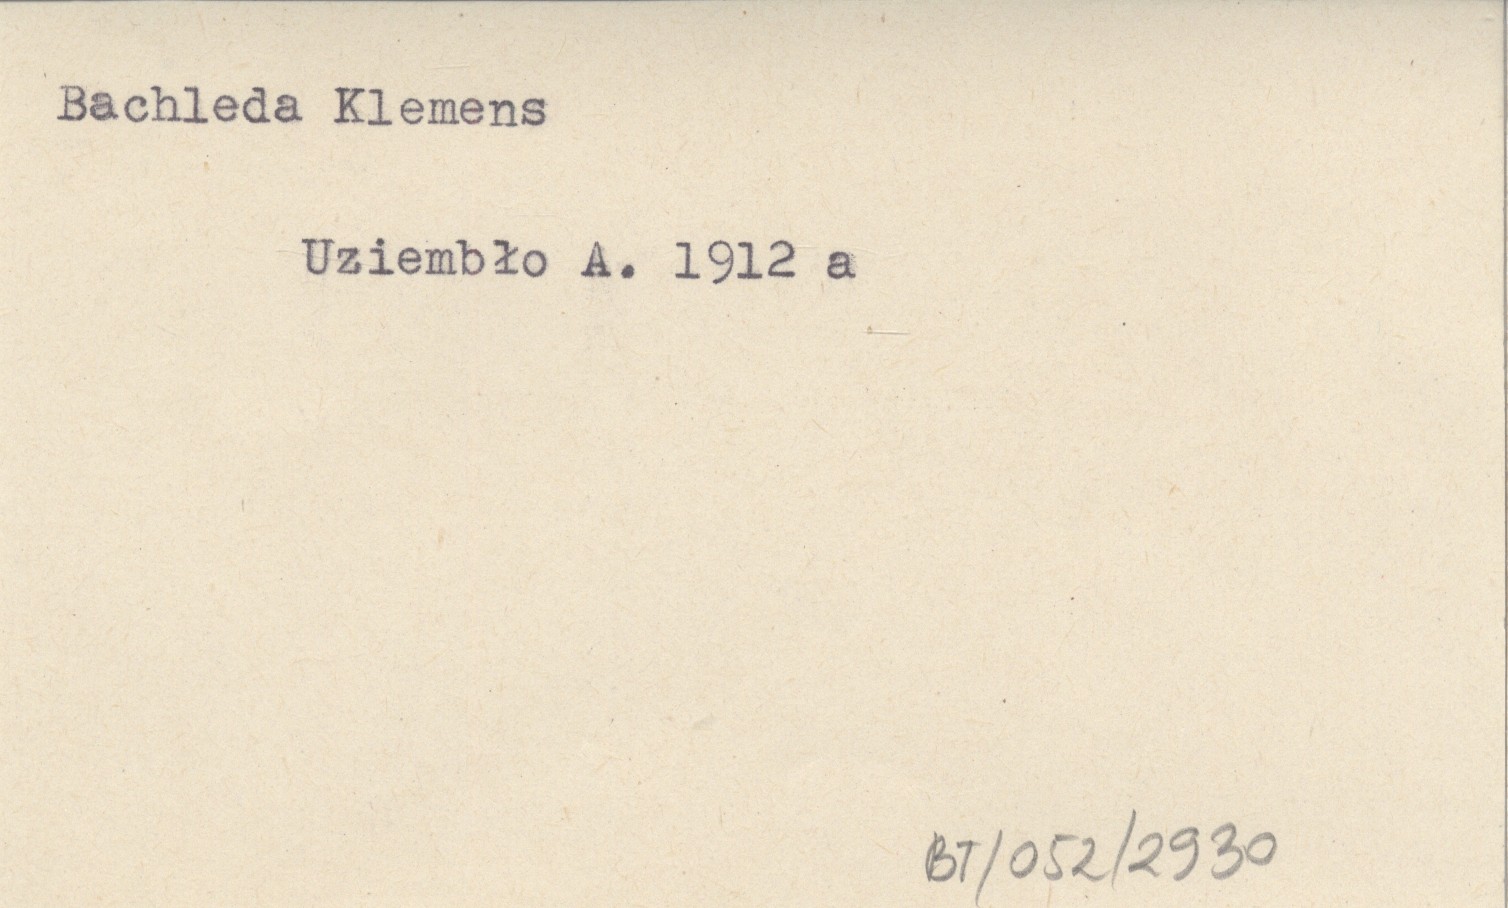 Bachleda Klemens
Uziembło A. 1912 a
BT/052/2930